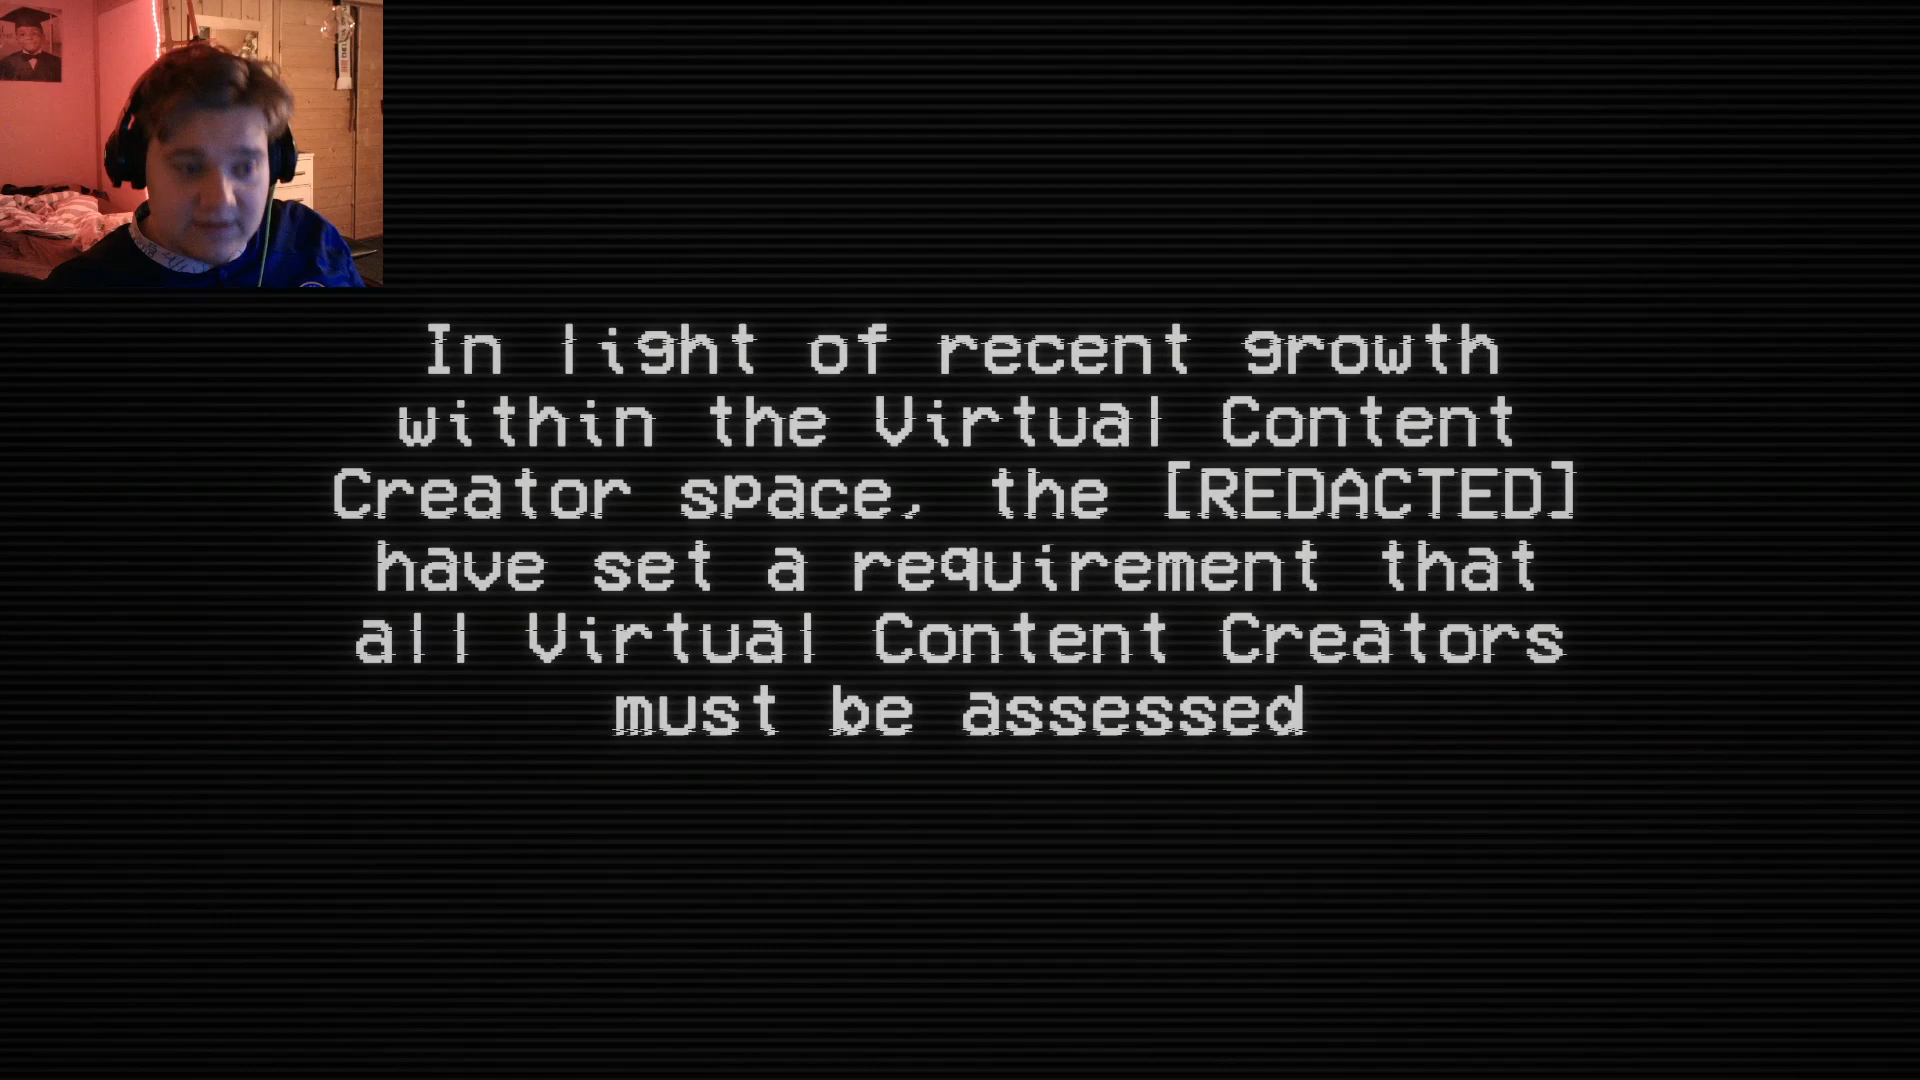 In light of recent growth
within the Virtual Content
Creator space, the [REDACTED]
have set a requirement that
all Virtual Content Creators
must be assessed